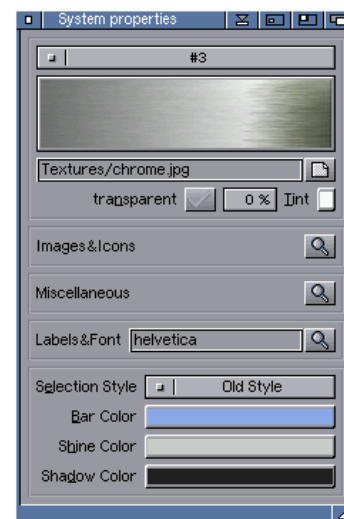 System properties
#3
Textures/chrome.jpg
transparent 0 % Tint
Images&Icons
Miscellaneous
Labels&Font helvetica
Selection Style Old Style
Bar Color
Shine Color
Shadow Color